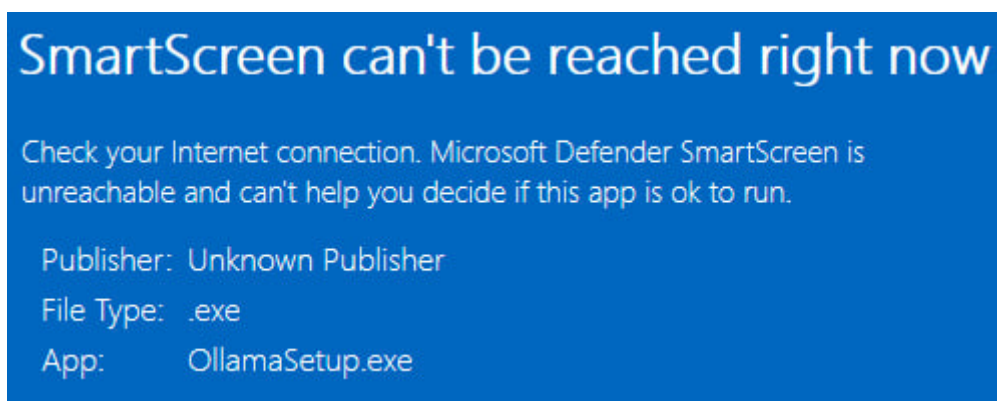 SmartScreen can't be reached right now
Check your Internet connection. Microsoft Defender SmartScreen is
unreachable and can't help you decide if this app is ok to run.
Publisher: Unknown Publisher
File Type: .exe
App: OllamaSetup.exe